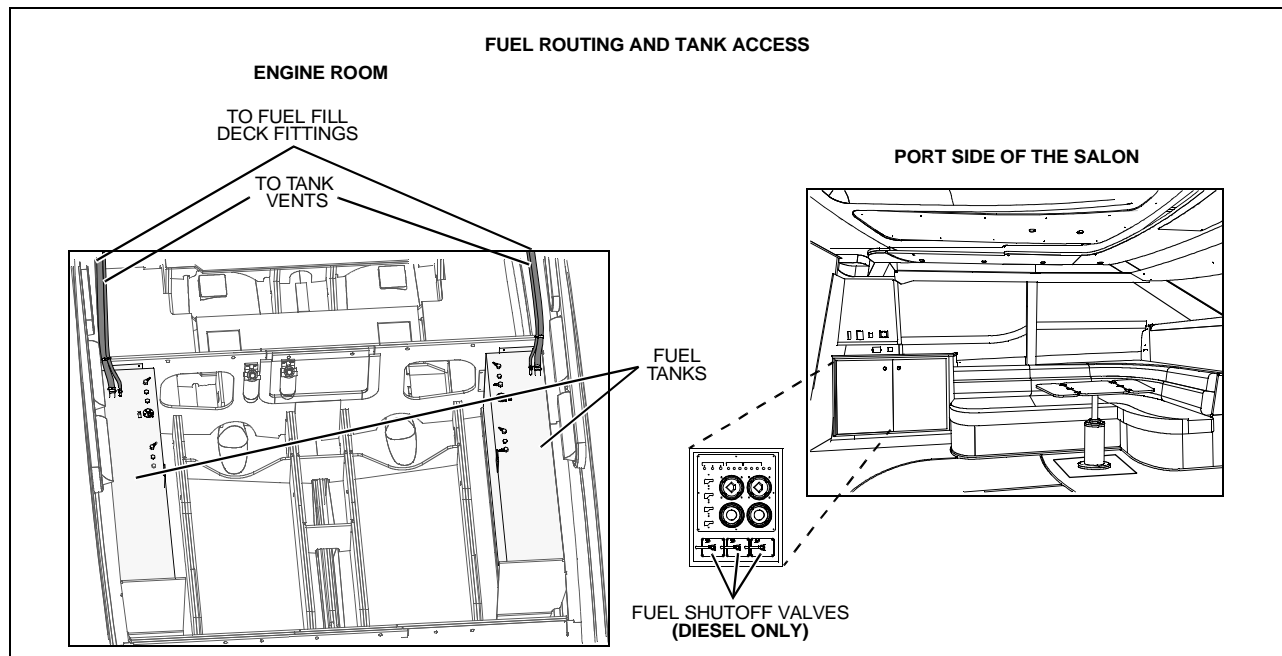 FUEL ROUTING AND TANK ACCESS
ENGINE ROOM
TO FUEL FILL
DECK FITTINGS
TO TANK
VENTS
PORT SIDE OF THE SALON
FUEL
TANKS
FUEL SHUTOFF VALVES
(DIESEL ONLY)